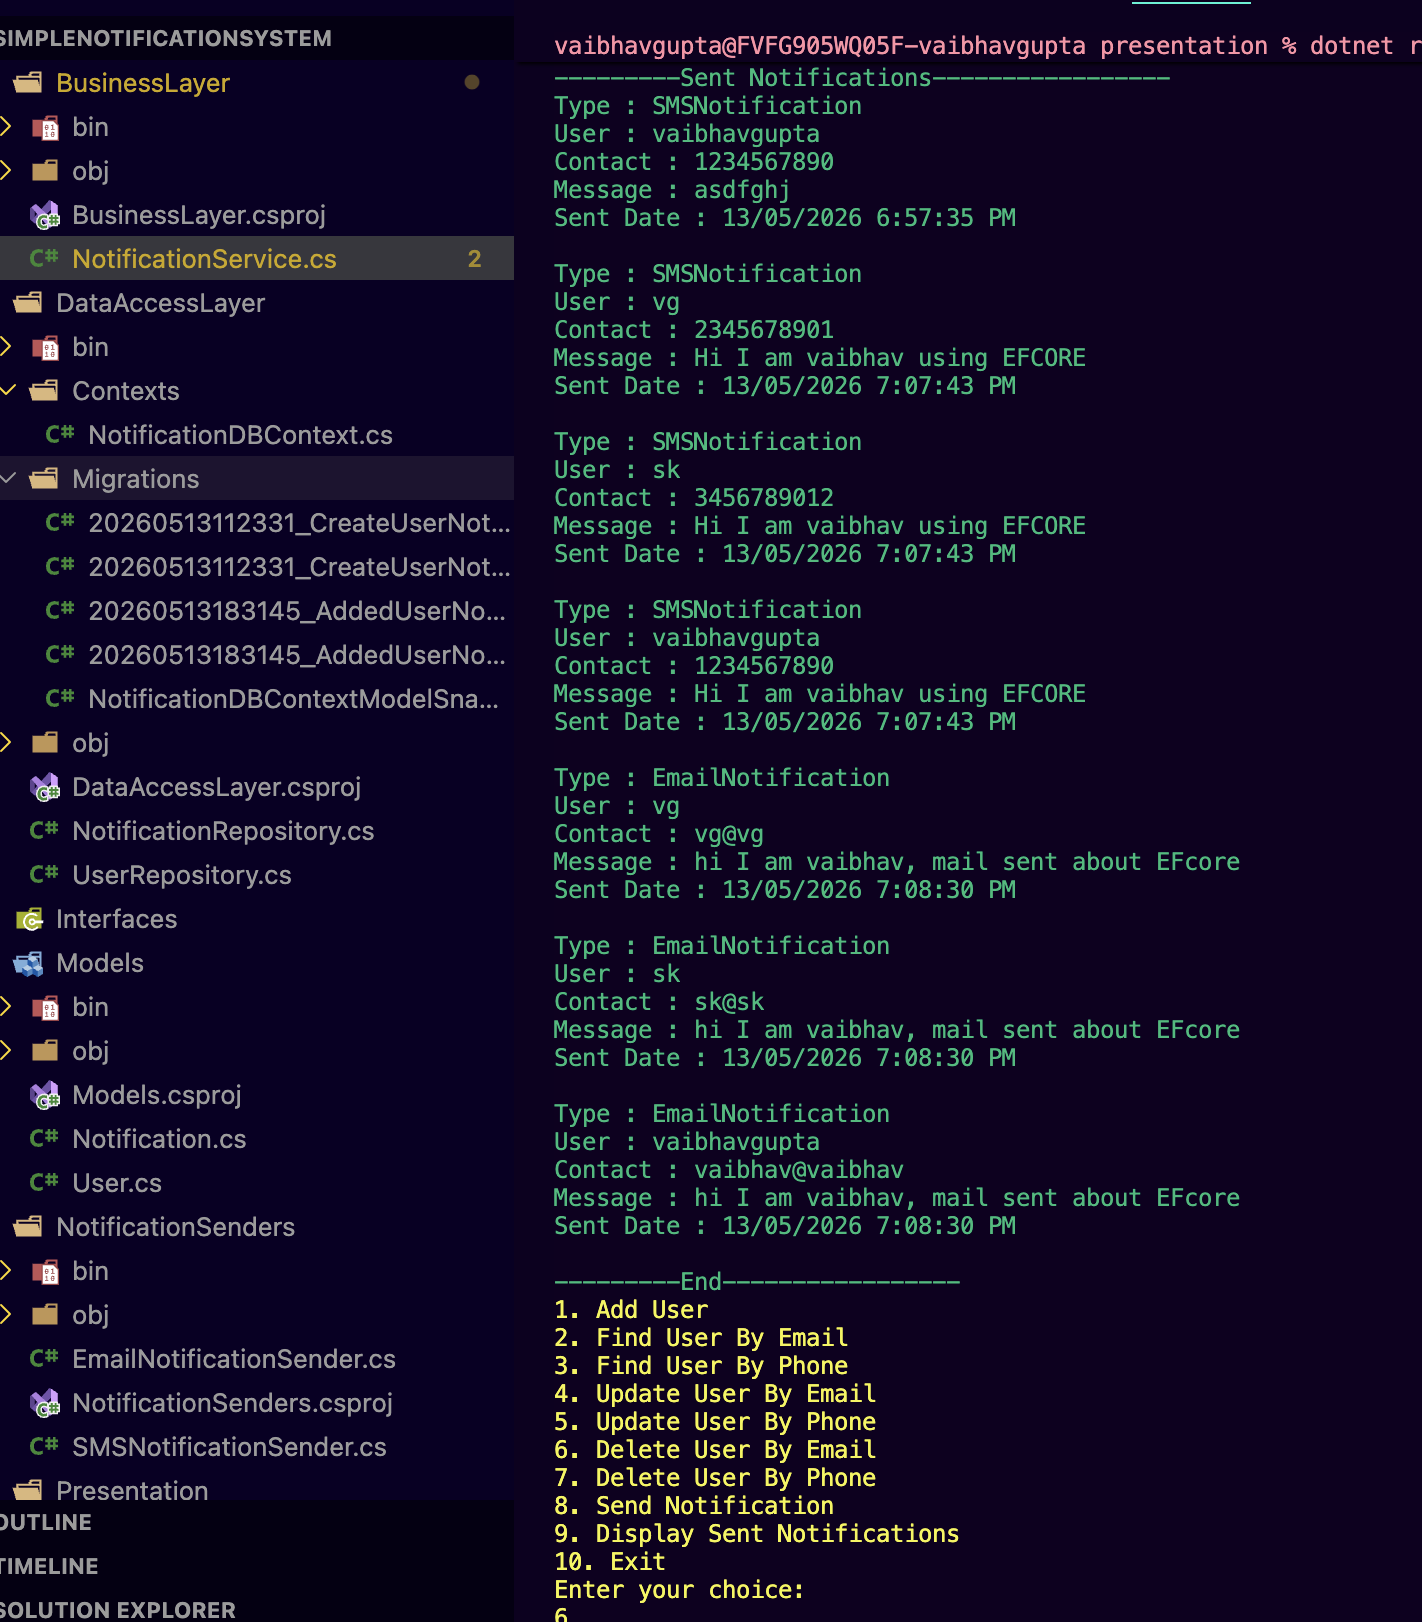 SIMPLENOTIFICATIONSYSTEM
BusinessLayer
bin
obj
BusinessLayer.csproj
NotificationService.cs 2
DataAccessLayer
bin
Contexts
NotificationDBContext.cs
Migrations
20260513112331_CreateUserNot...
20260513112331_CreateUserNot...
20260513183145_AddedUserNo...
20260513183145_AddedUserNo...
NotificationDBContextModelSna...
obj
DataAccessLayer.csproj
NotificationRepository.cs
UserRepository.cs
Interfaces
Models
bin
obj
Models.csproj
Notification.cs
User.cs
NotificationSenders
bin
obj
EmailNotificationSender.cs
NotificationSenders.csproj
SMSNotificationSender.cs
Presentation
OUTLINE
TIMELINE
SOLUTION EXPLORER
vaibhavgupta@FVFG905WQ05F-vaibhavgupta presentation % dotnet r
---------Sent Notifications-----------------
Type : SMSNotification
User : vaibhavgupta
Contact : 1234567890
Message : asdfghj
Sent Date : 13/05/2026 6:57:35 PM
Type : SMSNotification
User : vg
Contact : 2345678901
Message : Hi I am vaibhav using EFCORE
Sent Date : 13/05/2026 7:07:43 PM
Type : SMSNotification
User : sk
Contact : 3456789012
Message : Hi I am vaibhav using EFCORE
Sent Date : 13/05/2026 7:07:43 PM
Type : SMSNotification
User : vaibhavgupta
Contact : 1234567890
Message : Hi I am vaibhav using EFCORE
Sent Date : 13/05/2026 7:07:43 PM
Type : EmailNotification
User : vg
Contact : vg@vg
Message : hi I am vaibhav, mail sent about EFcore
Sent Date : 13/05/2026 7:08:30 PM
Type : EmailNotification
User : sk
Contact : sk@sk
Message : hi I am vaibhav, mail sent about EFcore
Sent Date : 13/05/2026 7:08:30 PM
Type : EmailNotification
User : vaibhavgupta
Contact : vaibhav@vaibhav
Message : hi I am vaibhav, mail sent about EFcore
Sent Date : 13/05/2026 7:08:30 PM
---------End-----------------
1. Add User
2. Find User By Email
3. Find User By Phone
4. Update User By Email
5. Update User By Phone
6. Delete User By Email
7. Delete User By Phone
8. Send Notification
9. Display Sent Notifications
10. Exit
Enter your choice:
6